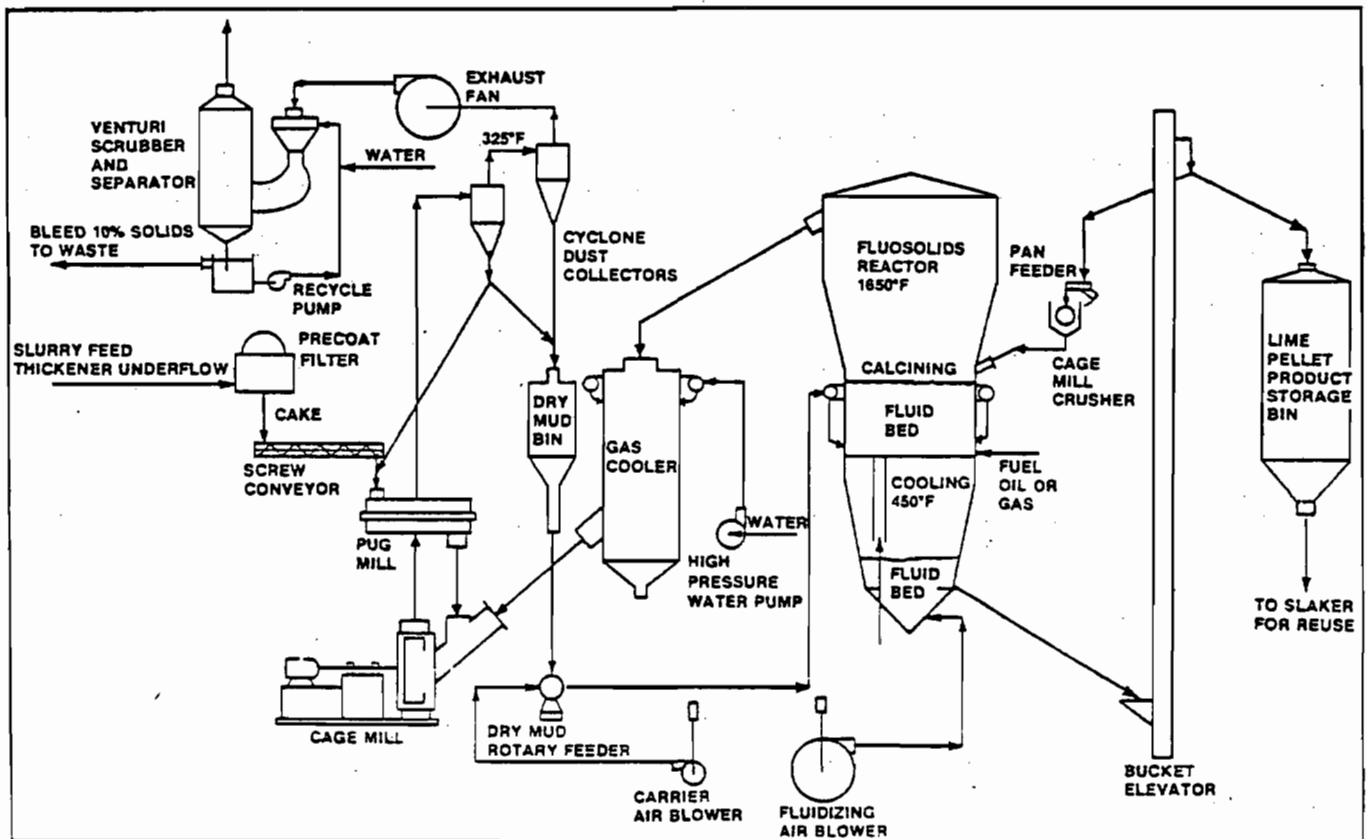 EXHAUST
FAN
VENTURI
SCRUBBER
AND
SEPARATOR
325°F
WATER
BLEED 10% SOLIDS
TO WASTE
RECYCLE
PUMP
CYCLONE
DUST
COLLECTORS
FLUOSOLIDS
REACTOR
1650°F
PAN
FEEDER
PRECOAT
FILTER
SLURRY FEED
THICKENER UNDERFLOW
CAKE
SCREW
CONVEYOR
DRY
MUD
BIN
GAS
COOLER
CALCINING
FLUID
BED
CAGE
MILL
CRUSHER
LIME
PELLET
PRODUCT
STORAGE
BIN
COOLING
450°F
FUEL
OIL OR
GAS
PUG
MILL
WATER
HIGH
PRESSURE
WATER PUMP
FLUID
BED
TO SLAKER
FOR REUSE
CAGE MILL
DRY MUD
ROTARY FEEDER
CARRIER
AIR BLOWER
FLUIDIZING
AIR BLOWER
BUCKET
ELEVATOR